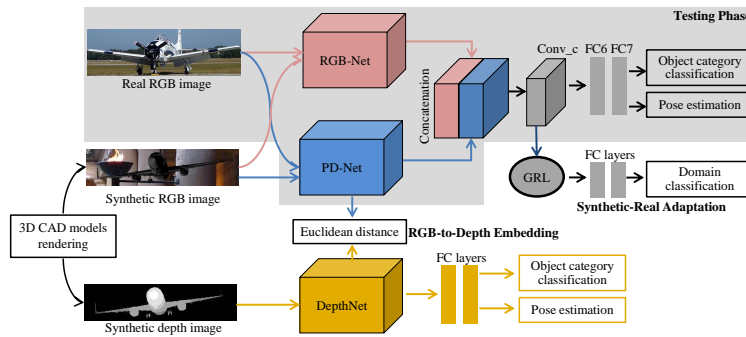 Testing Phase
Real RGB image
RGB-Net
Concatenation
Conv_c
FC6 FC7
Object category
classification
Pose estimation
Synthetic RGB image
PD-Net
GRL
FC layers
Domain
classification
Synthetic-Real Adaptation
3D CAD models
rendering
Euclidean distance
RGB-to-Depth Embedding
FC layers
DepthNet
Object category
classification
Pose estimation
Synthetic depth image